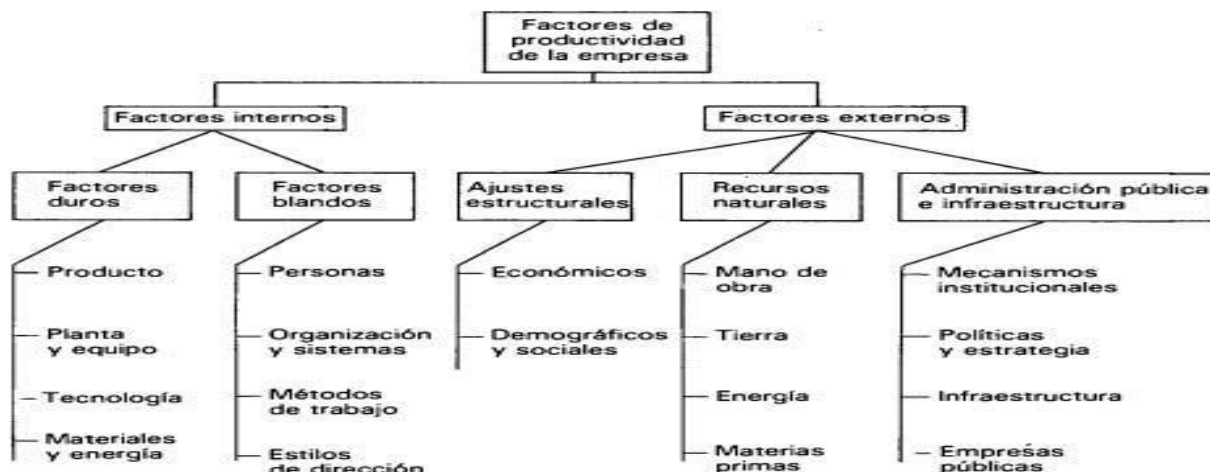 Factores de
productividad
de la empresa
Factores internos
Factores externos
Factores
duros
Factores
blandos
Ajustes
estructurales
Recursos
naturales
Administración pública
e infraestructura
Producto
Planta
y equipo
Tecnología
Materiales
y energía
Personas
Organización
y sistemas
Métodos
de trabajo
Estilos
de dirección
Económicos
Demográficos
y sociales
Mano de
obra
Tierra
Energía
Materias
primas
Mecanismos
institucionales
Políticas
y estrategia
Infraestructura
Empresas
públicas